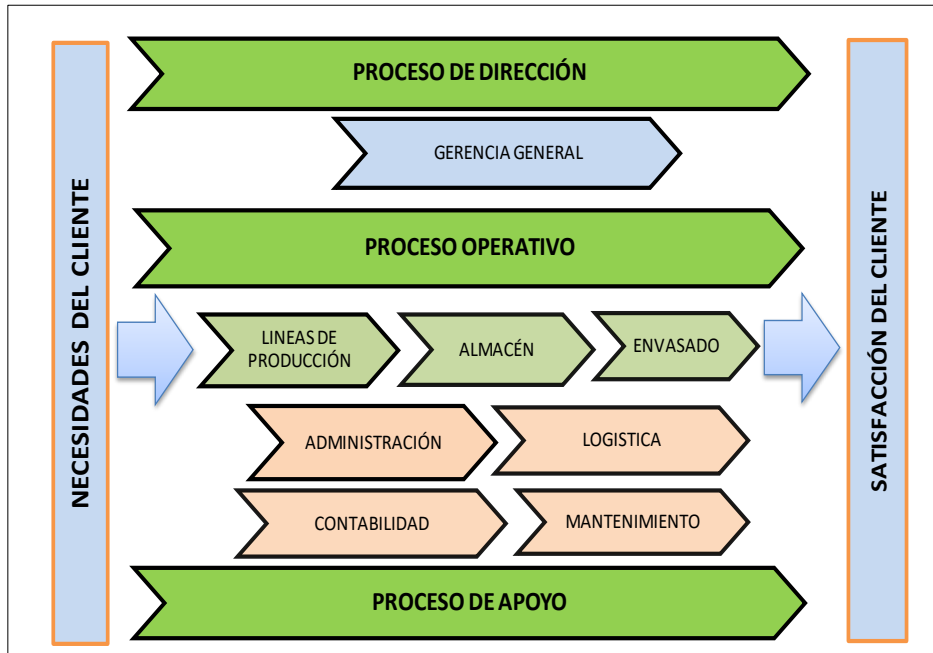 NECESIDADES DEL CLIENTE
PROCESO DE DIRECCIÓN
GERENCIA GENERAL
PROCESO OPERATIVO
LINEAS DE
PRODUCCIÓN
ALMACÉN
ENVASADO
ADMINISTRACIÓN
LOGISTICA
CONTABILIDAD
MANTENIMIENTO
PROCESO DE APOYO
SATISFACCIÓN DEL CLIENTE